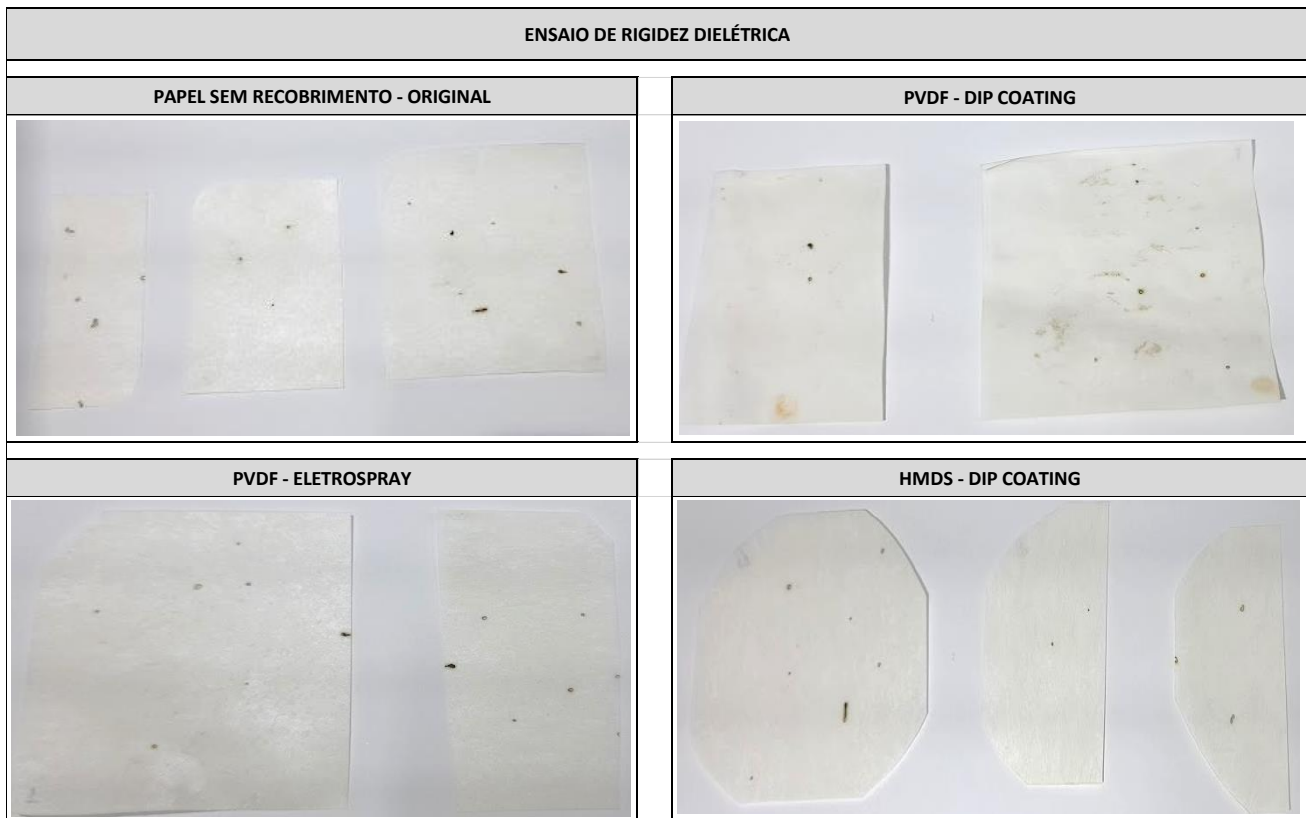 ENSAIO DE RIGIDEZ DIELÉTRICA
PAPEL SEM RECOBRIMENTO - ORIGINAL
PVDF - DIP COATING
PVDF - ELETROSPRAY
HMDS - DIP COATING